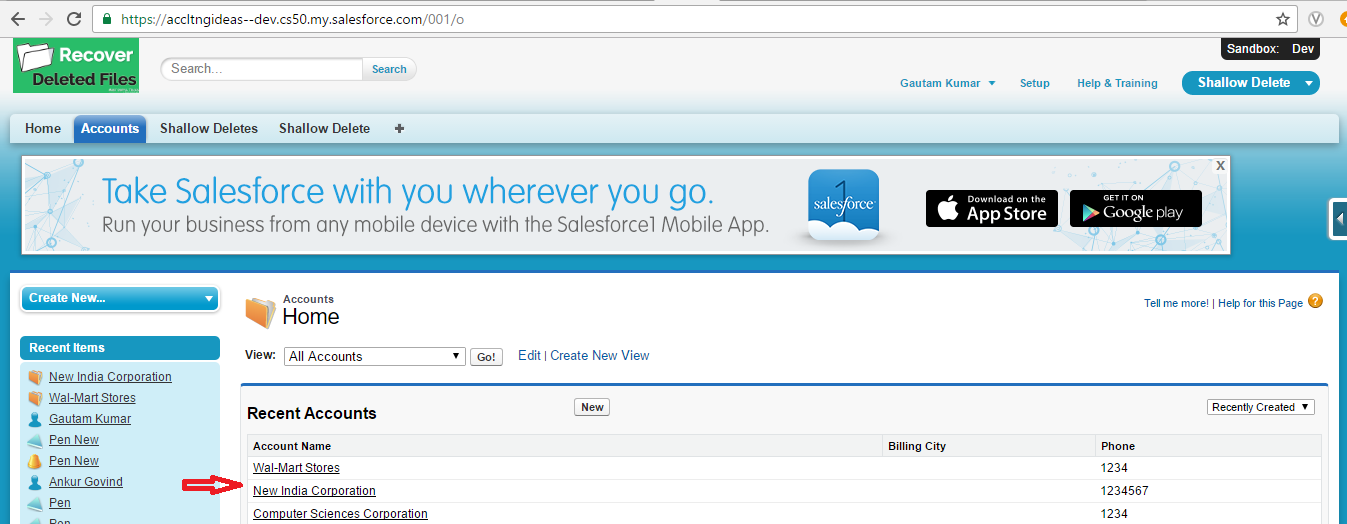 https://accltngideas--dev.cs50.my.salesforce.com/001/o
Recover
Deleted Files
Search...
Search
Sandbox: Dev
Gautam Kumar
Setup
Help & Training
Shallow Delete
Home
Accounts
Shallow Deletes
Shallow Delete
Take Salesforce with you wherever you go.
Run your business from any mobile device with the Salesforce1 Mobile App.
1
salesforce
Download on the
App Store
GET IT ON
Google play
X
Create New...
Accounts
Home
Tell me more! | Help for this Page
?
View: All Accounts Go! Edit | Create New View
Recent Items
New India Corporation
Wal-Mart Stores
Gautam Kumar
Pen New
Pen New
Ankur Govind
Pen
Pen
Recent Accounts
New
Recently Created
Account Name Billing City Phone
Wal-Mart Stores 1234
New India Corporation 1234567
Computer Sciences Corporation 1234